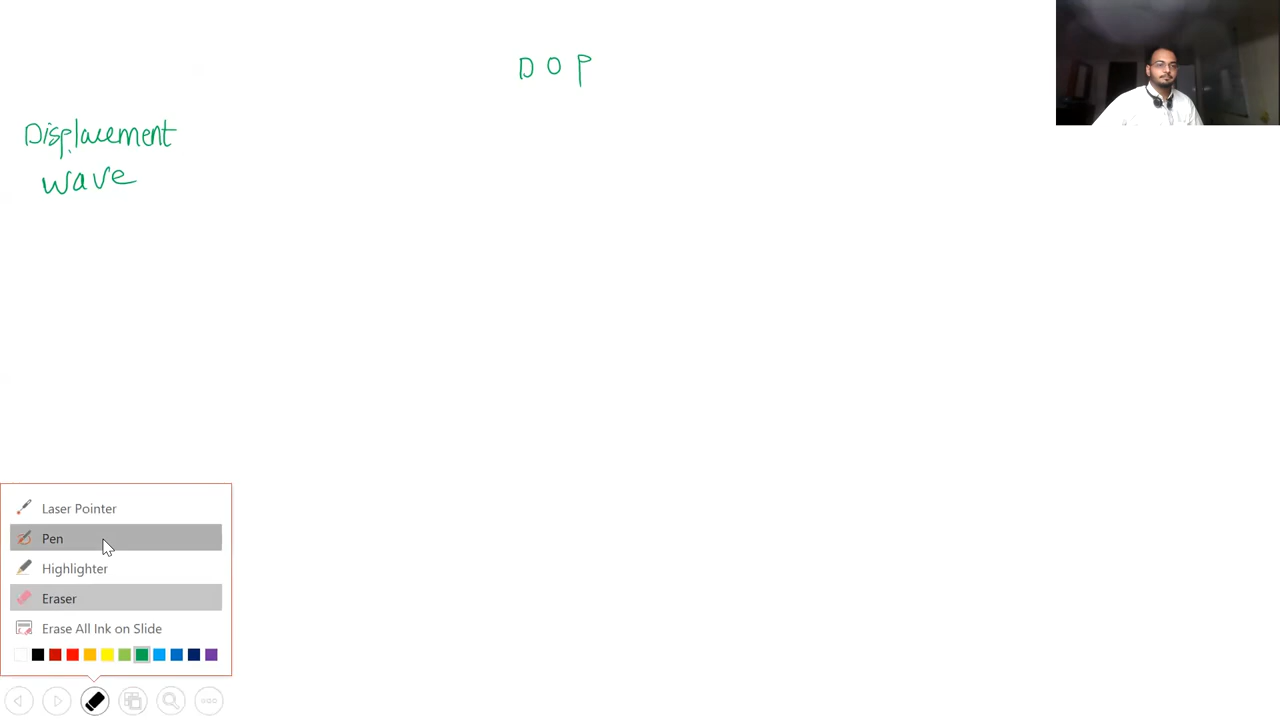 D O P
Displacement
wave
Laser Pointer
Pen
Highlighter
Eraser
Erase All Ink on Slide